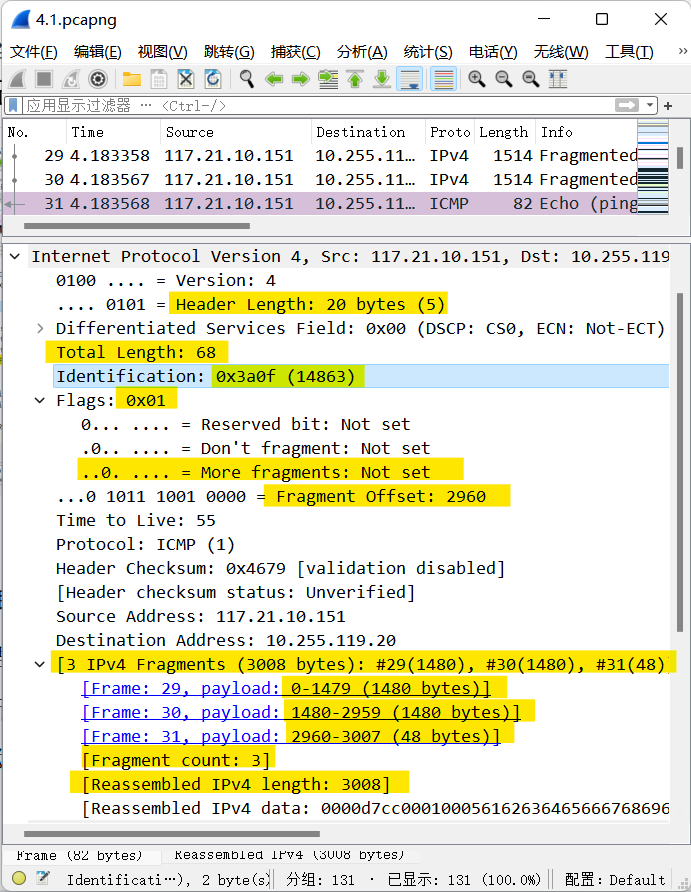 4.1.pcapng
文件(F) 编辑(E) 视图(V) 跳转(G) 捕获(C) 分析(A) 统计(S) 电话(Y) 无线(W) 工具(T) »
应用显示过滤器 … <Ctrl-/>
No. Time Source Destination Proto Length Info
29 4.183358 117.21.10.151 10.255.11… IPv4 1514 Fragmented
30 4.183567 117.21.10.151 10.255.11… IPv4 1514 Fragmented
31 4.183568 117.21.10.151 10.255.11… ICMP 82 Echo (ping
Internet Protocol Version 4, Src: 117.21.10.151, Dst: 10.255.119
0100 .... = Version: 4
.... 0101 = Header Length: 20 bytes (5)
Differentiated Services Field: 0x00 (DSCP: CS0, ECN: Not-ECT)
Total Length: 68
Identification: 0x3a0f (14863)
Flags: 0x01
0... .... = Reserved bit: Not set
.0.. .... = Don't fragment: Not set
..0. .... = More fragments: Not set
...0 1011 1001 0000 = Fragment Offset: 2960
Time to Live: 55
Protocol: ICMP (1)
Header Checksum: 0x4679 [validation disabled]
[Header checksum status: Unverified]
Source Address: 117.21.10.151
Destination Address: 10.255.119.20
[3 IPv4 Fragments (3008 bytes): #29(1480), #30(1480), #31(48)
[Frame: 29, payload: 0-1479 (1480 bytes)]
[Frame: 30, payload: 1480-2959 (1480 bytes)]
[Frame: 31, payload: 2960-3007 (48 bytes)]
[Fragment count: 3]
[Reassembled IPv4 length: 3008]
[Reassembled IPv4 data: 0000d7cc000100056162636465666768696
Frame (82 bytes) Reassembled IPv4 (3008 bytes)
Identificati…), 2 byte(s) 分组: 131 · 已显示: 131 (100.0%) 配置: Default